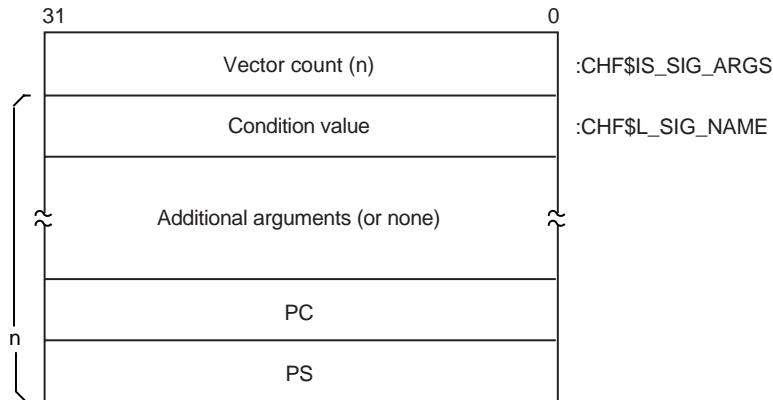 31 0
Vector count (n) :CHF$IS_SIG_ARGS
Condition value :CHF$L_SIG_NAME
Additional arguments (or none)
PC
n
PS